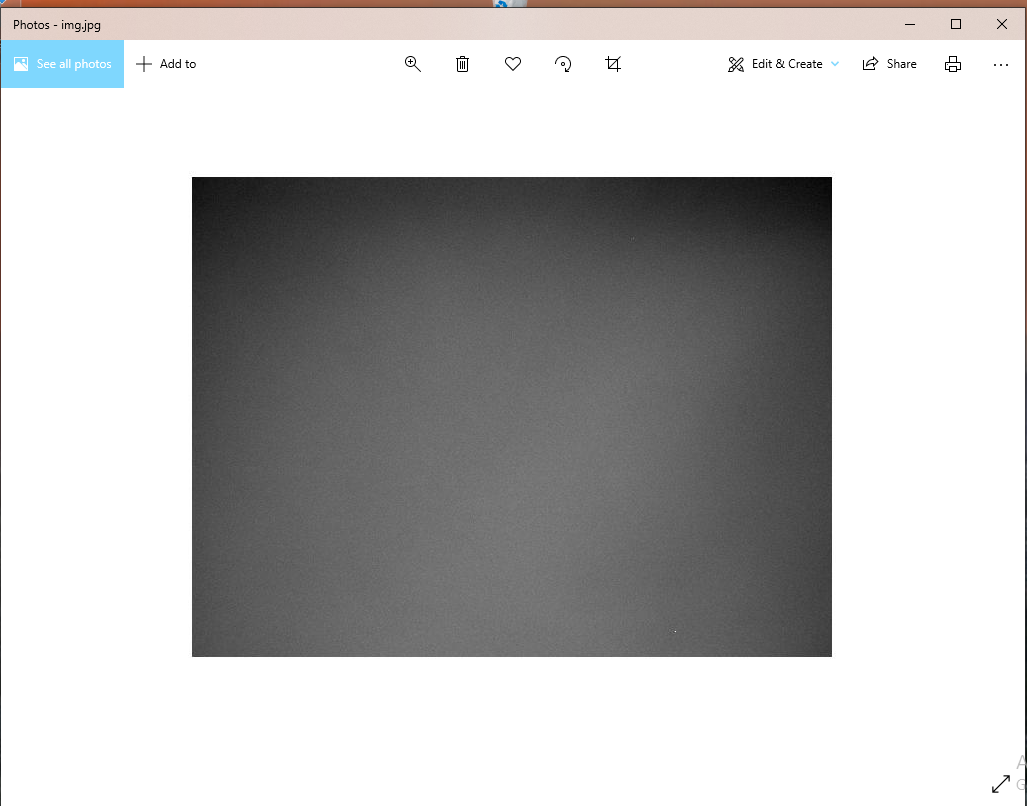 Photos - img.jpg
See all photos
Add to
Edit & Create
Share